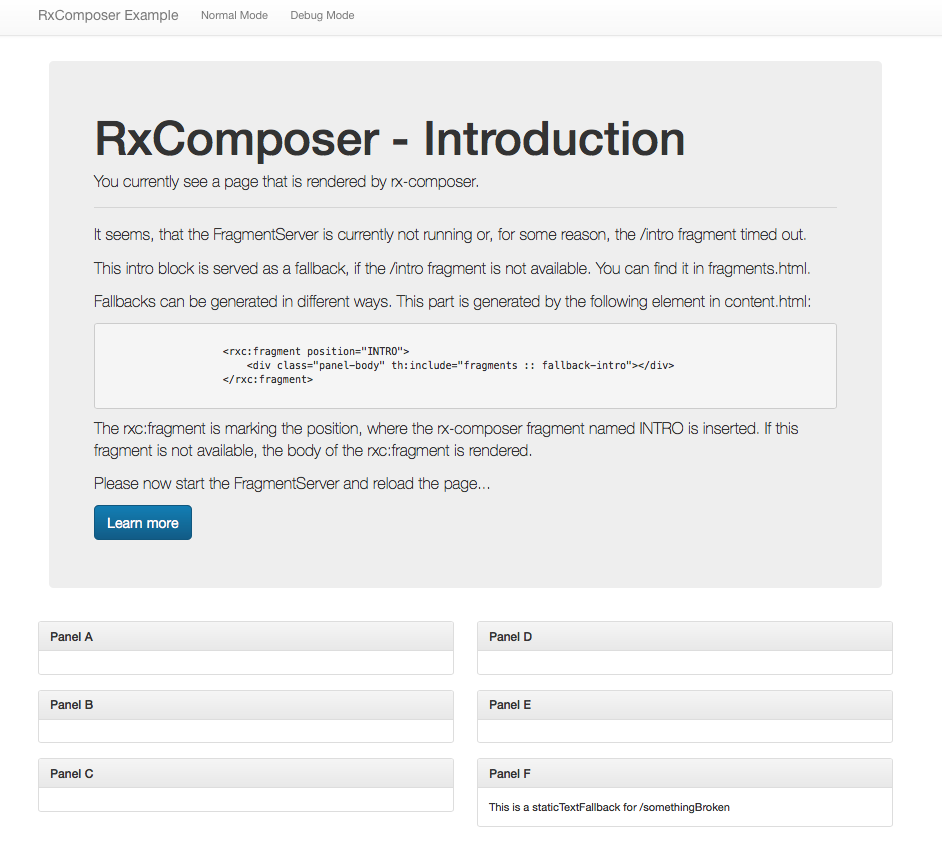 RxComposer Example Normal Mode Debug Mode
RxComposer - Introduction
You currently see a page that is rendered by rx-composer.
It seems, that the FragmentServer is currently not running or, for some reason, the /intro fragment timed out.
This intro block is served as a fallback, if the /intro fragment is not available. You can find it in fragments.html.
Fallbacks can be generated in different ways. This part is generated by the following element in content.html:
<rxc:fragment position="INTRO">
<div class="panel-body" th:include="fragments :: fallback-intro"></div>
</rxc:fragment>
The rxc:fragment is marking the position, where the rx-composer fragment named INTRO is inserted. If this
fragment is not available, the body of the rxc:fragment is rendered.
Please now start the FragmentServer and reload the page...
Learn more
Panel A
Panel B
Panel C
Panel D
Panel E
Panel F
This is a staticTextFallback for /somethingBroken